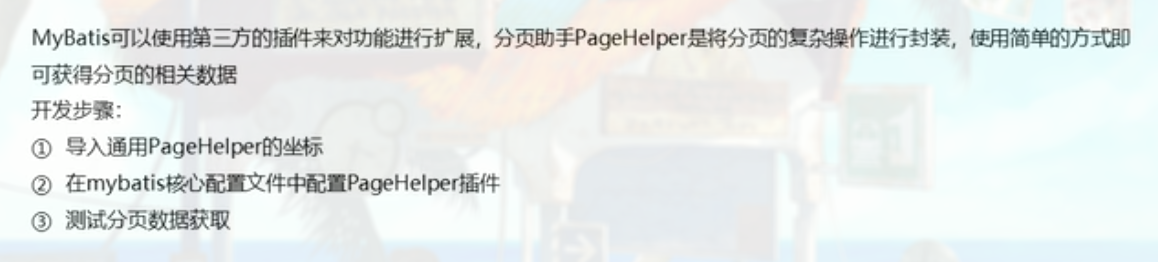 MyBatis可以使用第三方的插件来对功能进行扩展，分页助手PageHelper是将分页的复杂操作进行封装，使用简单的方式即
可获得分页的相关数据
开发步骤：
① 导入通用PageHelper的坐标
② 在mybatis核心配置文件中配置PageHelper插件
③ 测试分页数据获取